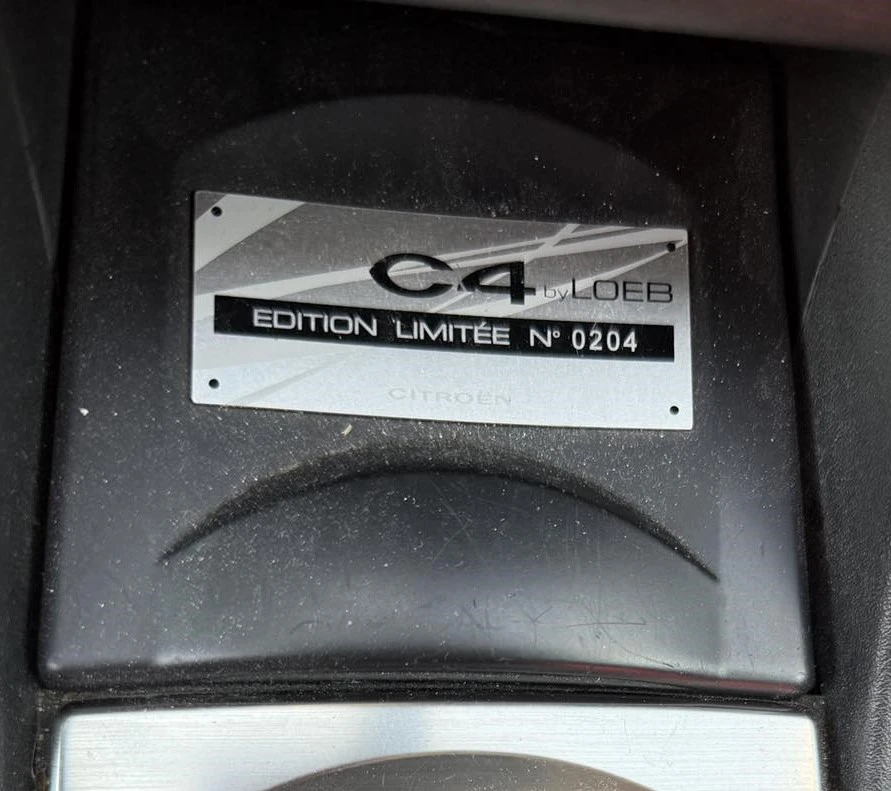 C4 by LOEB
EDITION LIMITÉE N° 0204
CITROËN